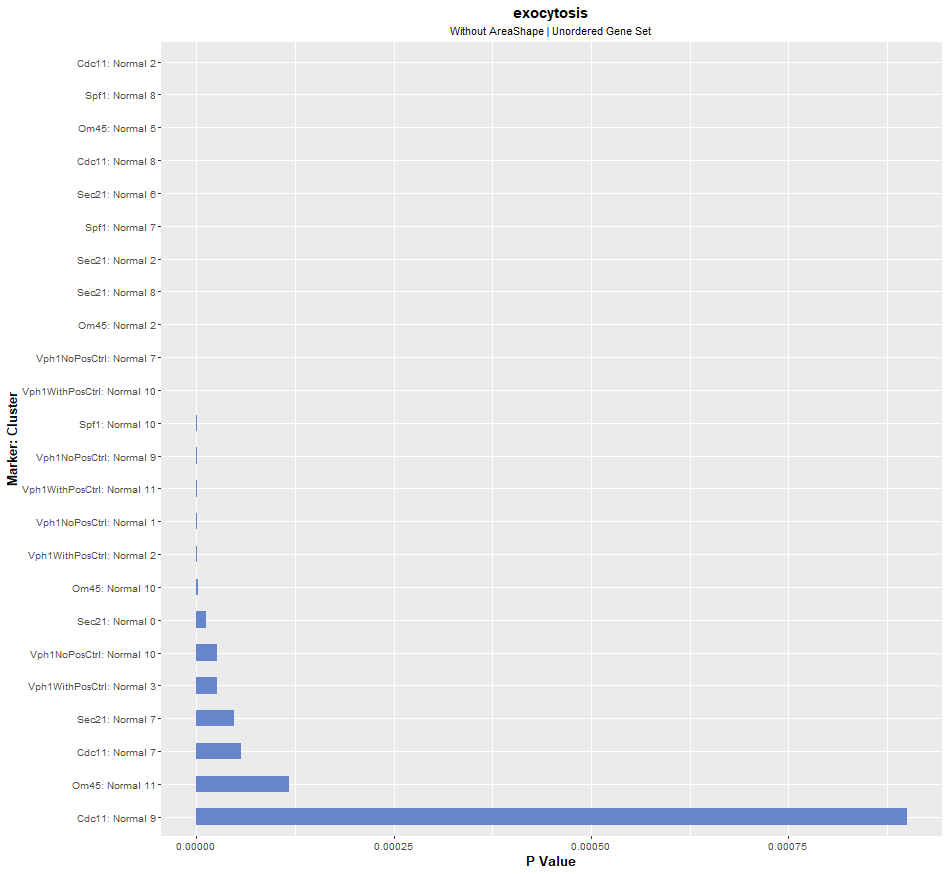 exocytosis
Without AreaShape | Unordered Gene Set
Marker: Cluster
Cdc11: Normal 2
Spf1: Normal 8
Om45: Normal 5
Cdc11: Normal 8
Sec21: Normal 6
Spf1: Normal 7
Sec21: Normal 2
Sec21: Normal 8
Om45: Normal 2
Vph1NoPosCtrl: Normal 7
Vph1WithPosCtrl: Normal 10
Spf1: Normal 10
Vph1NoPosCtrl: Normal 9
Vph1WithPosCtrl: Normal 11
Vph1NoPosCtrl: Normal 1
Vph1WithPosCtrl: Normal 2
Om45: Normal 10
Sec21: Normal 0
Vph1NoPosCtrl: Normal 10
Vph1WithPosCtrl: Normal 3
Sec21: Normal 7
Cdc11: Normal 7
Om45: Normal 11
Cdc11: Normal 9
0.00000 0.00025 0.00050 0.00075
P Value